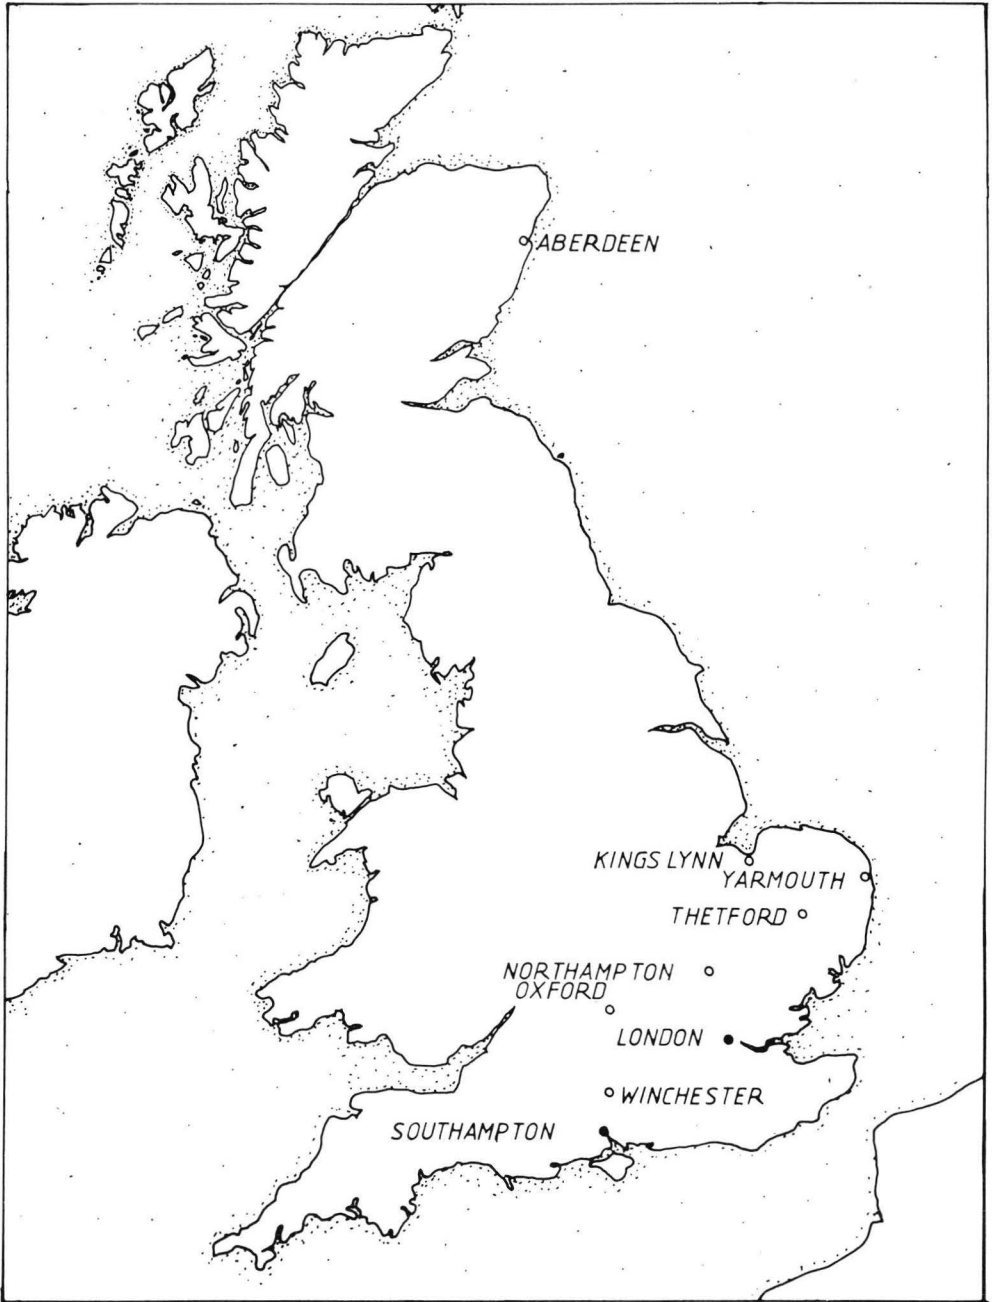 ABERDEEN
KINGS LYNN
YARMOUTH
THETFORD
NORTHAMPTON
OXFORD
LONDON
WINCHESTER
SOUTHAMPTON